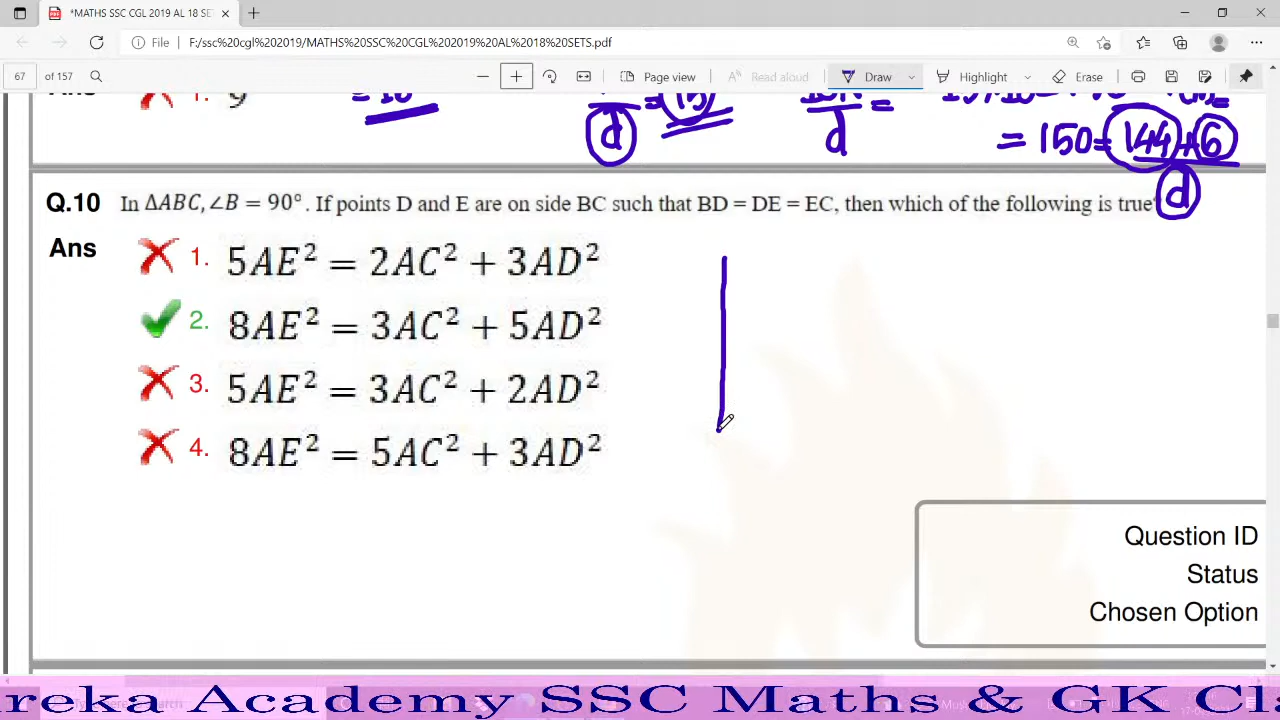 *MATHS SSC CGL 2019 AL 18 SE
File F:/ssc%20cgl%202019/MATHS%20SSC%20CGL%202019%20AL%2018%20SETS.pdf
67 of 157 Page view Read aloud Draw Highlight Erase
1. 9
d d
= 150 = 144 + 6
d
Q.10 In ΔABC, ∠B = 90°. If points D and E are on side BC such that BD = DE = EC, then which of the following is true
Ans 1. 5AE² = 2AC² + 3AD²
2. 8AE² = 3AC² + 5AD²
3. 5AE² = 3AC² + 2AD²
4. 8AE² = 5AC² + 3AD²
Question ID
Status
Chosen Option
reka Academy SSC Maths & GK Cl